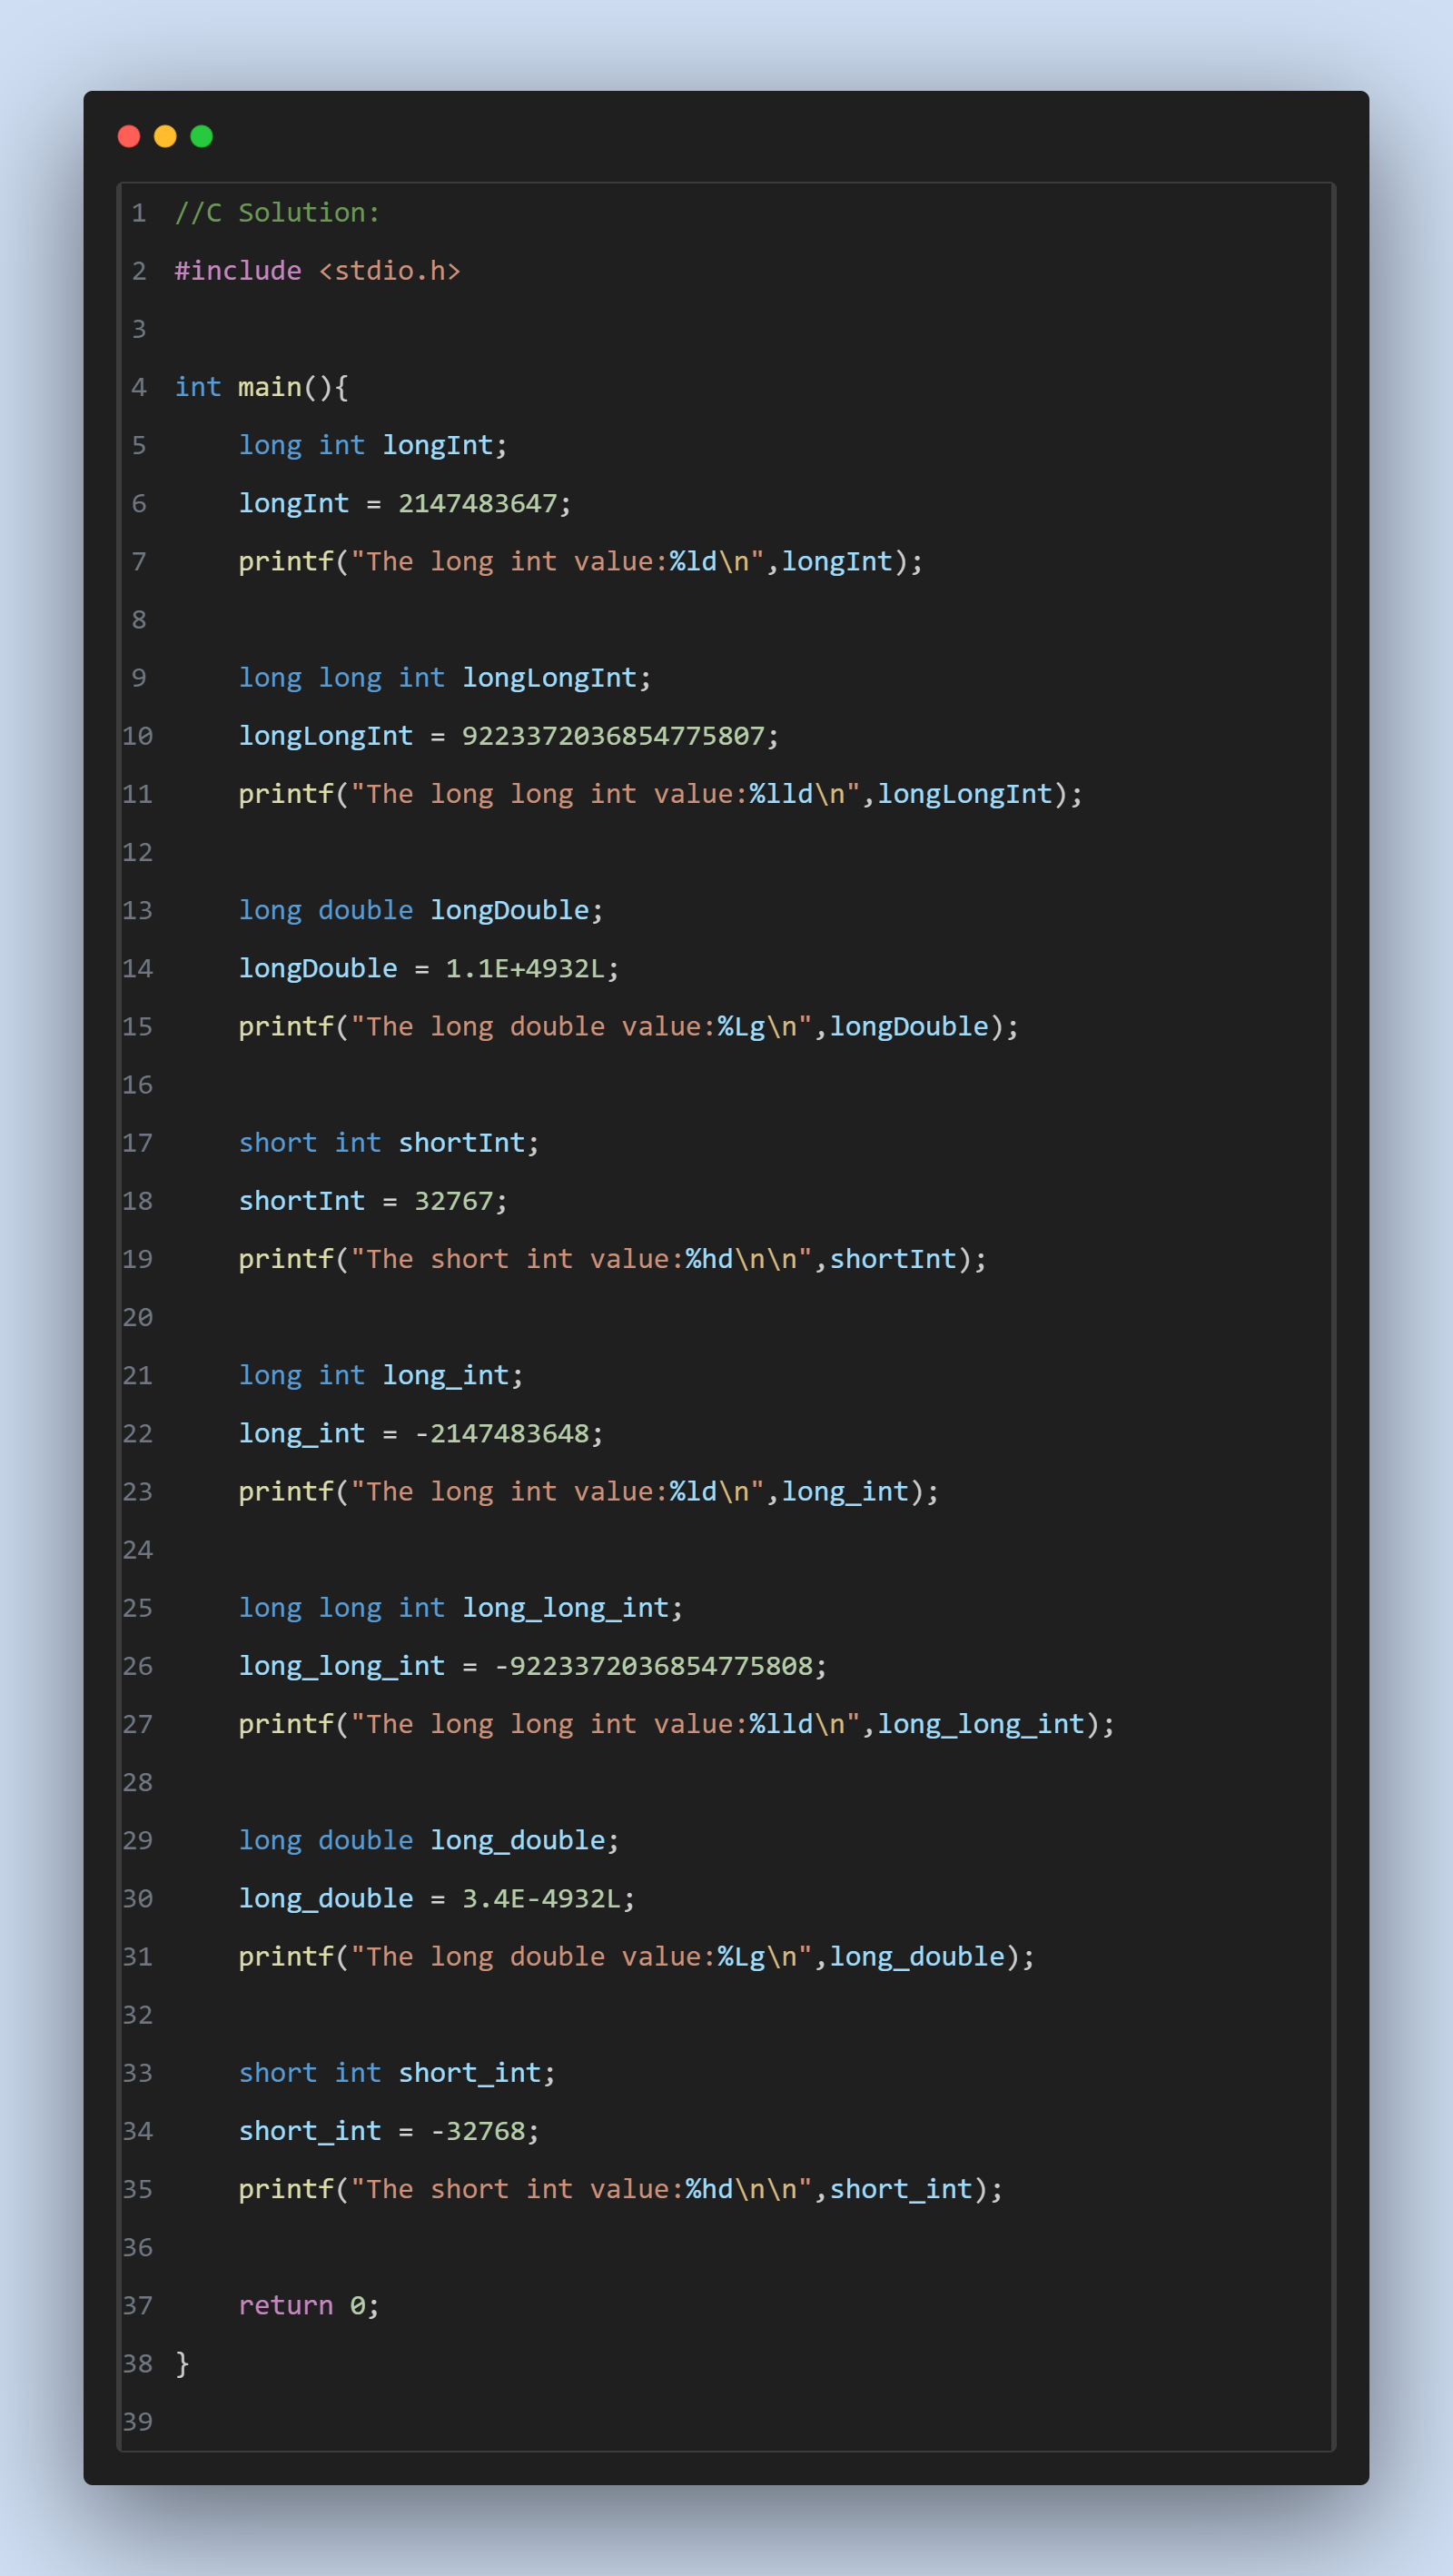 1 //C Solution:
2 #include <stdio.h>
3
4 int main(){
5     long int longInt;
6     longInt = 2147483647;
7     printf("The long int value:%ld\n",longInt);
8
9     long long int longLongInt;
10     longLongInt = 9223372036854775807;
11     printf("The long long int value:%lld\n",longLongInt);
12
13     long double longDouble;
14     longDouble = 1.1E+4932L;
15     printf("The long double value:%Lg\n",longDouble);
16
17     short int shortInt;
18     shortInt = 32767;
19     printf("The short int value:%hd\n\n",shortInt);
20
21     long int long_int;
22     long_int = -2147483648;
23     printf("The long int value:%ld\n",long_int);
24
25     long long int long_long_int;
26     long_long_int = -9223372036854775808;
27     printf("The long long int value:%lld\n",long_long_int);
28
29     long double long_double;
30     long_double = 3.4E-4932L;
31     printf("The long double value:%Lg\n",long_double);
32
33     short int short_int;
34     short_int = -32768;
35     printf("The short int value:%hd\n\n",short_int);
36
37     return 0;
38 }
39